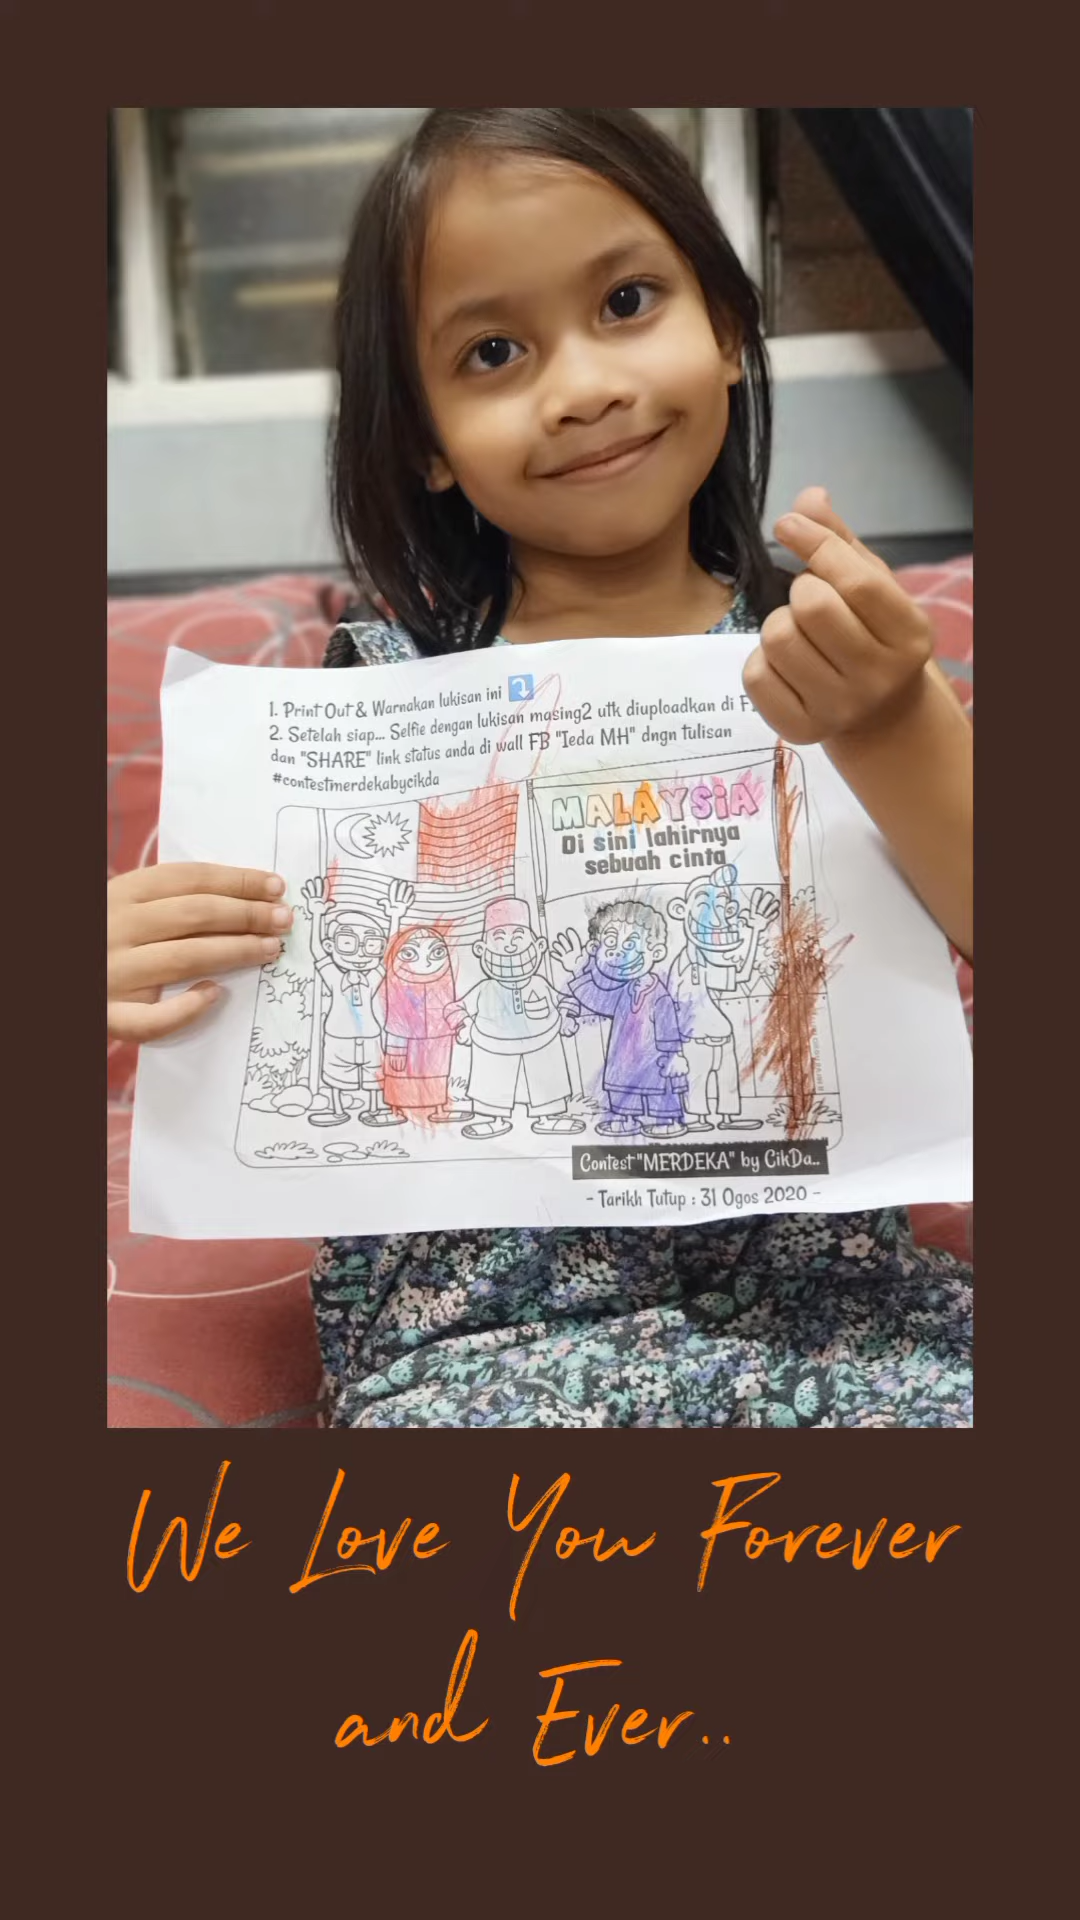 1. Print Out & Warnakan lukisan ini
2. Setelah siap... Selfie dengan lukisan masing2 utk diuploadkan di
dan "SHARE" link status anda di wall FB "Ieda MH" dngn tulisan
#contestmerdekabycikda
MALAYSIA
Di sini lahirnya
sebuah cinta
Contest "MERDEKA" by CikDa..
- Tarikh Tutup : 31 Ogos 2020 -
We Love You Forever
and Ever..